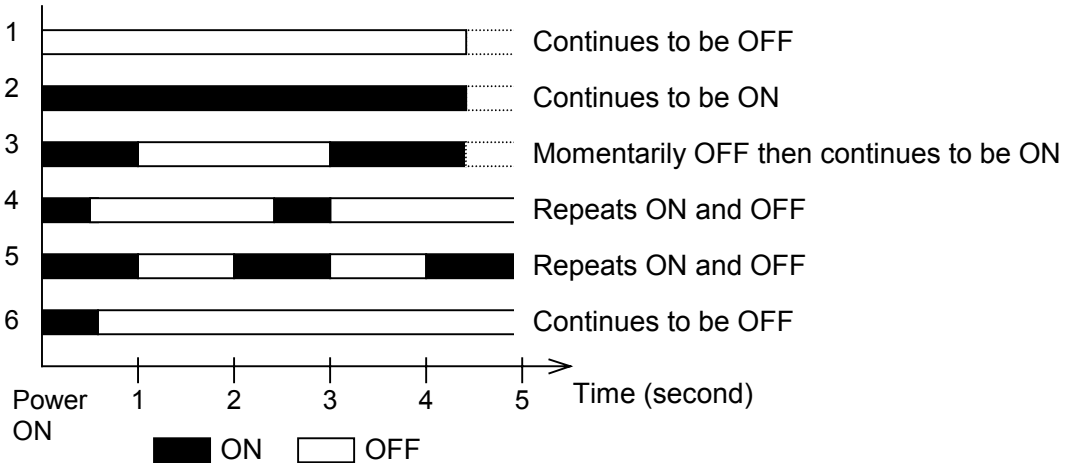 1 Continues to be OFF
2 Continues to be ON
3 Momentarily OFF then continues to be ON
4 Repeats ON and OFF
5 Repeats ON and OFF
6 Continues to be OFF
Power ON 1 2 3 4 5 Time (second)
ON OFF